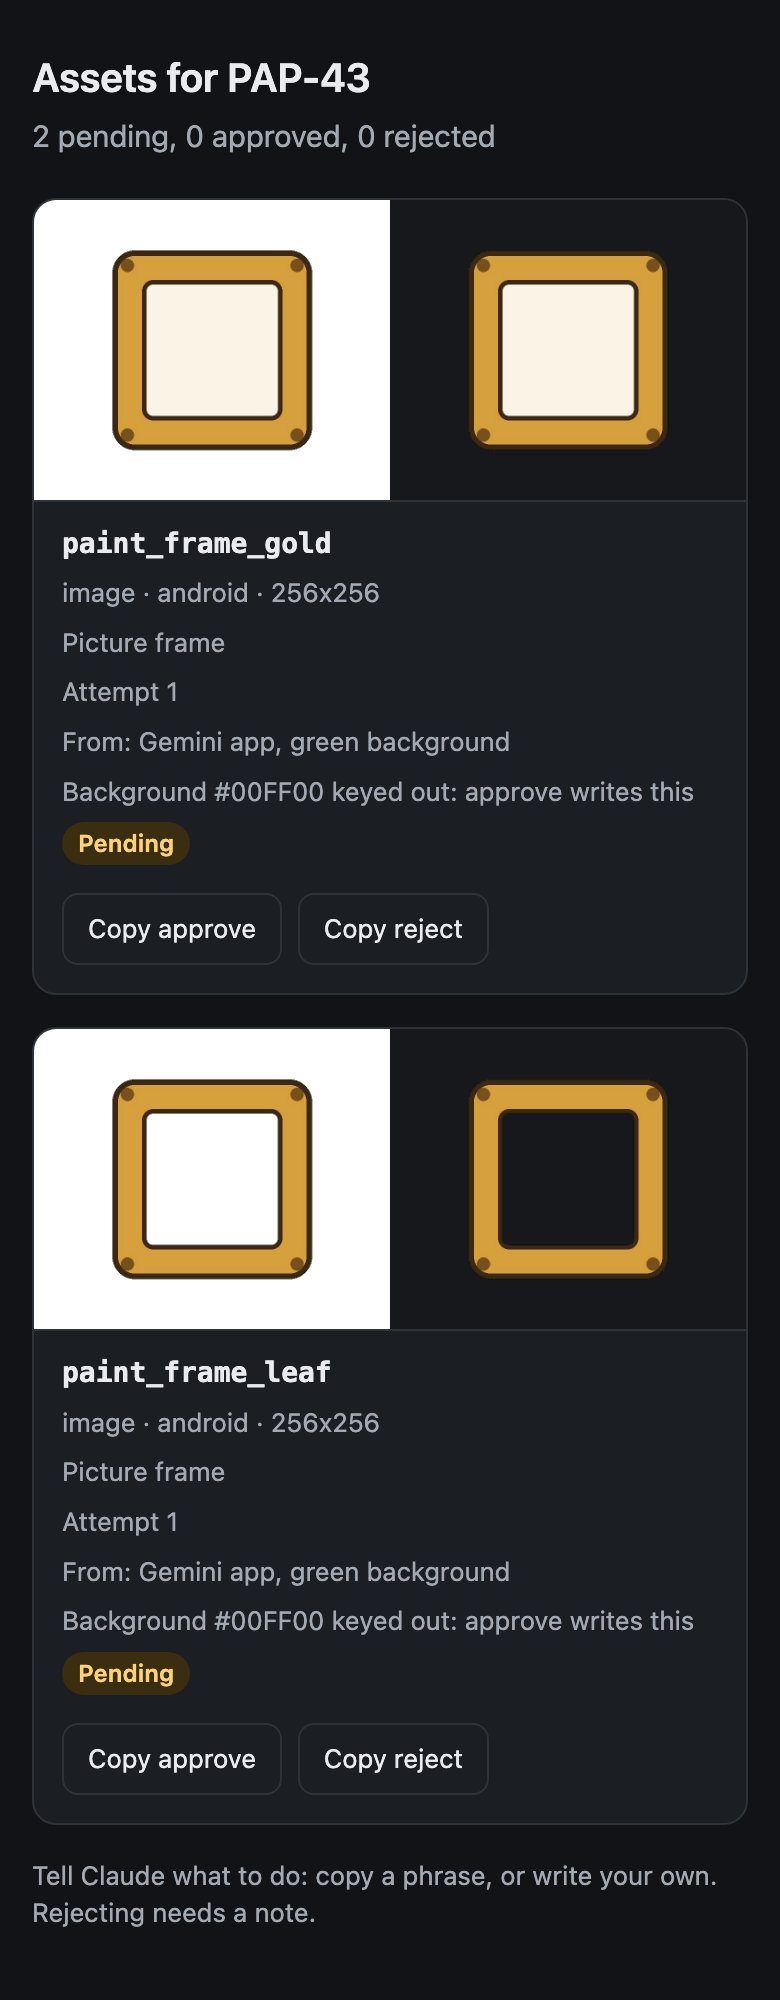 Assets for PAP-43
2 pending, 0 approved, 0 rejected
paint_frame_gold
image · android · 256x256
Picture frame
Attempt 1
From: Gemini app, green background
Background #00FF00 keyed out: approve writes this
Pending
Copy approve
Copy reject
paint_frame_leaf
image · android · 256x256
Picture frame
Attempt 1
From: Gemini app, green background
Background #00FF00 keyed out: approve writes this
Pending
Copy approve
Copy reject
Tell Claude what to do: copy a phrase, or write your own.
Rejecting needs a note.